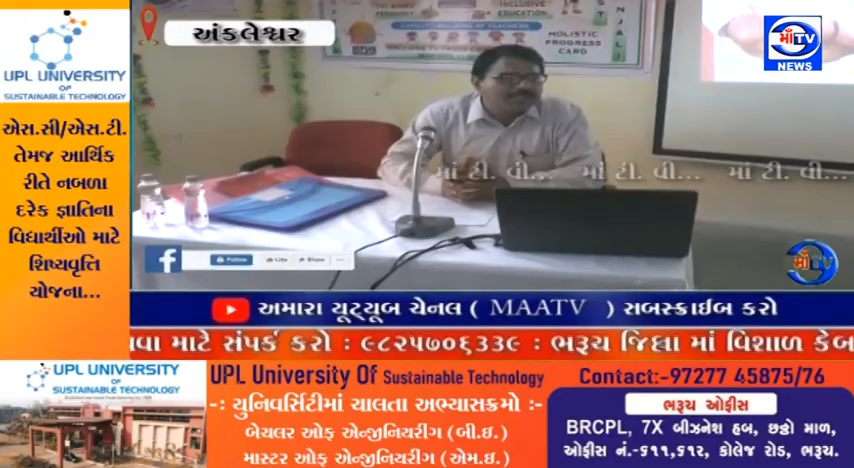 UPL UNIVERSITY
OF
SUSTAINABLE TECHNOLOGY
એસ.સી/એસ.ટી.
તેમજ આર્થિક
રીતે નબળા
દરેક જ્ઞાતિના
વિદ્યાર્થીઓ માટે
શિષ્યવૃત્તિ
યોજના...
અંકલેશ્વર
INCLUSIVE
EDUCATION
HOLISTIC
PROGRESS
CARD
માઁ TV
NEWS
માઁ ટી. વી... માઁ ટી. વી... માઁ ટી. વી...
Follow Like Share
માઁ TV
અમારા યૂટ્યૂબ ચેનલ ( MAATV ) સબસ્ક્રાઈબ કરો
વા માટે સંપર્ક કરો : ૯૮૨૫૭૦૬૩૩૯ : ભરૂચ જિલ્લા માં વિશાળ કેબ
UPL UNIVERSITY
OF
SUSTAINABLE TECHNOLOGY
UPL University Of Sustainable Technology
-: યુનિવર્સિટીમાં ચાલતા અભ્યાસક્રમો :-
બેચલર ઓફ એન્જીનિયરીંગ (બી.ઇ.)
માસ્ટર ઓફ એન્જીનિયરીંગ (એમ.ઇ.)
Contact:-97277 45875/76
ભરૂચ ઓફીસ
BRCPL, 7X બીઝનેશ હબ, છઠ્ઠો માળ,
ઓફીસ નં.-૬૧૧,૬૧૨, કોલેજ રોડ, ભરૂચ.